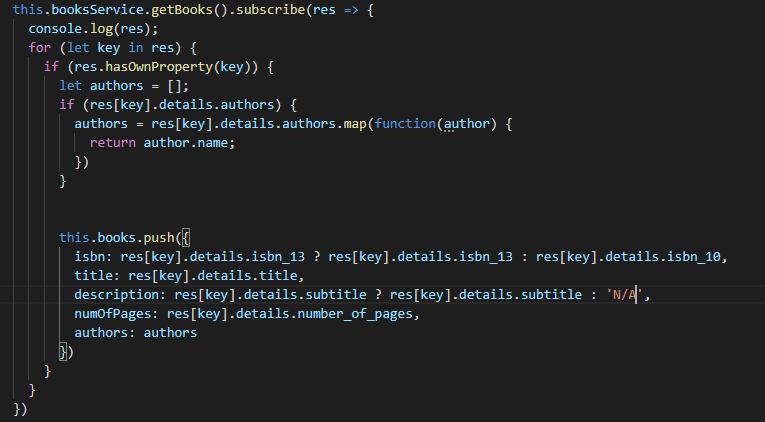 this.booksService.getBooks().subscribe(res => {
console.log(res);
for (let key in res) {
if (res.hasOwnProperty(key)) {
let authors = [];
if (res[key].details.authors) {
authors = res[key].details.authors.map(function(author) {
return author.name;
})
}
this.books.push({
isbn: res[key].details.isbn_13 ? res[key].details.isbn_13 : res[key].details.isbn_10,
title: res[key].details.title,
description: res[key].details.subtitle ? res[key].details.subtitle : 'N/A',
numOfPages: res[key].details.number_of_pages,
authors: authors
})
}
}
})